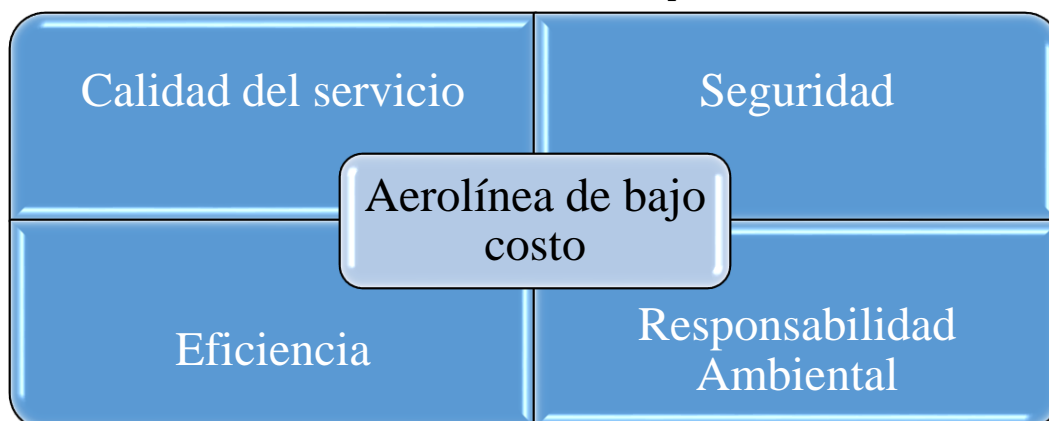 Calidad del servicio
Seguridad
Aerolínea de bajo
costo
Eficiencia
Responsabilidad
Ambiental